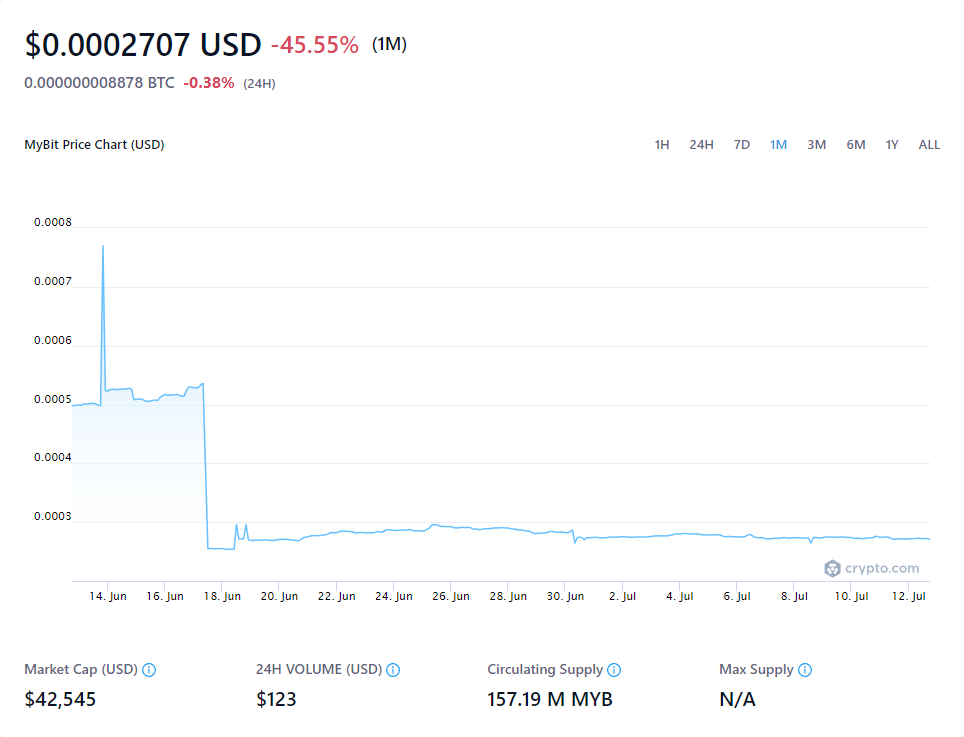 $0.0002707 USD -45.55% (1M)
0.000000008878 BTC -0.38% (24H)
MyBit Price Chart (USD) 1H 24H 7D 1M 3M 6M 1Y ALL
0.0008
0.0007
0.0006
0.0005
0.0004
0.0003
crypto.com
14. Jun 16. Jun 18. Jun 20. Jun 22. Jun 24. Jun 26. Jun 28. Jun 30. Jun 2. Jul 4. Jul 6. Jul 8. Jul 10. Jul 12. Jul
Market Cap (USD) 24H VOLUME (USD) Circulating Supply Max Supply
$42,545 $123 157.19 M MYB N/A